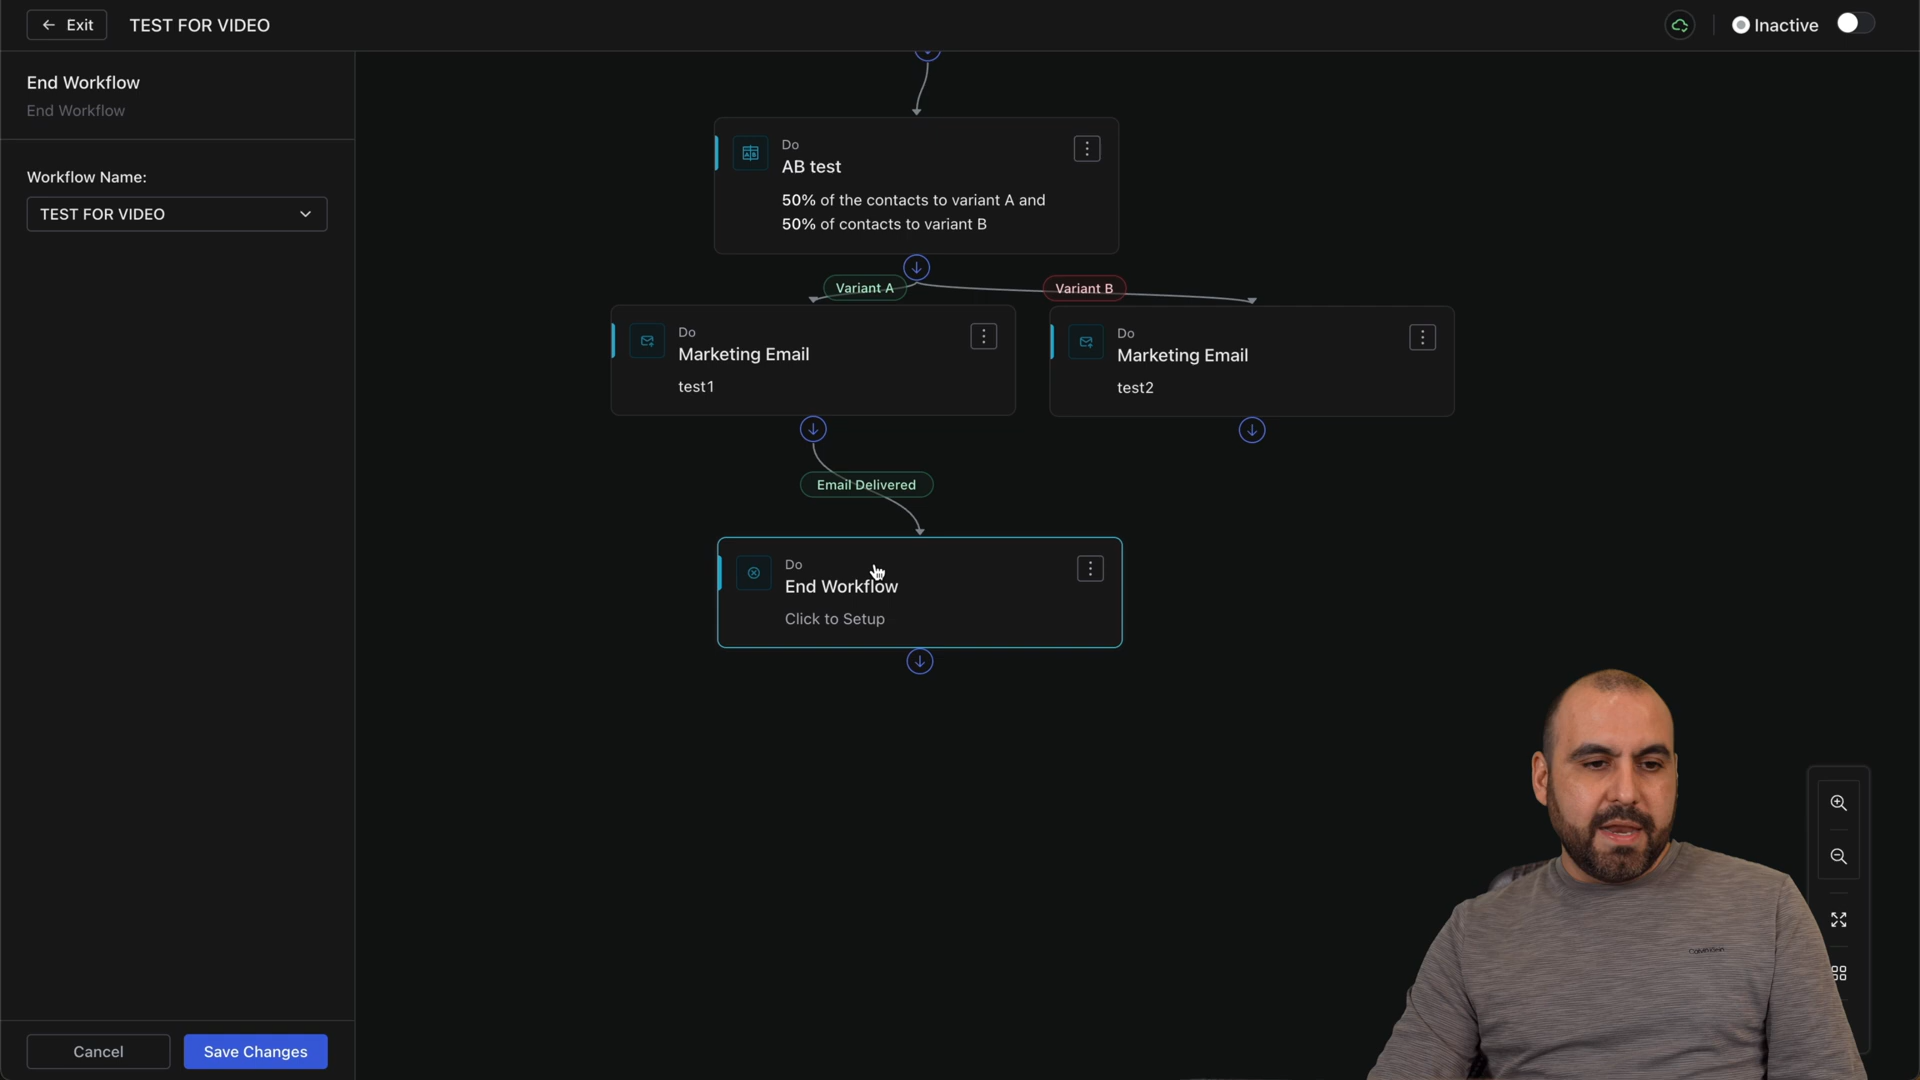 Exit
TEST FOR VIDEO
Inactive
End Workflow
End Workflow
Workflow Name:
TEST FOR VIDEO
Do
AB test
50% of the contacts to variant A and
50% of contacts to variant B
Variant A
Variant B
Do
Marketing Email
test1
Do
Marketing Email
test2
Email Delivered
Do
End Workflow
Click to Setup
Cancel
Save Changes